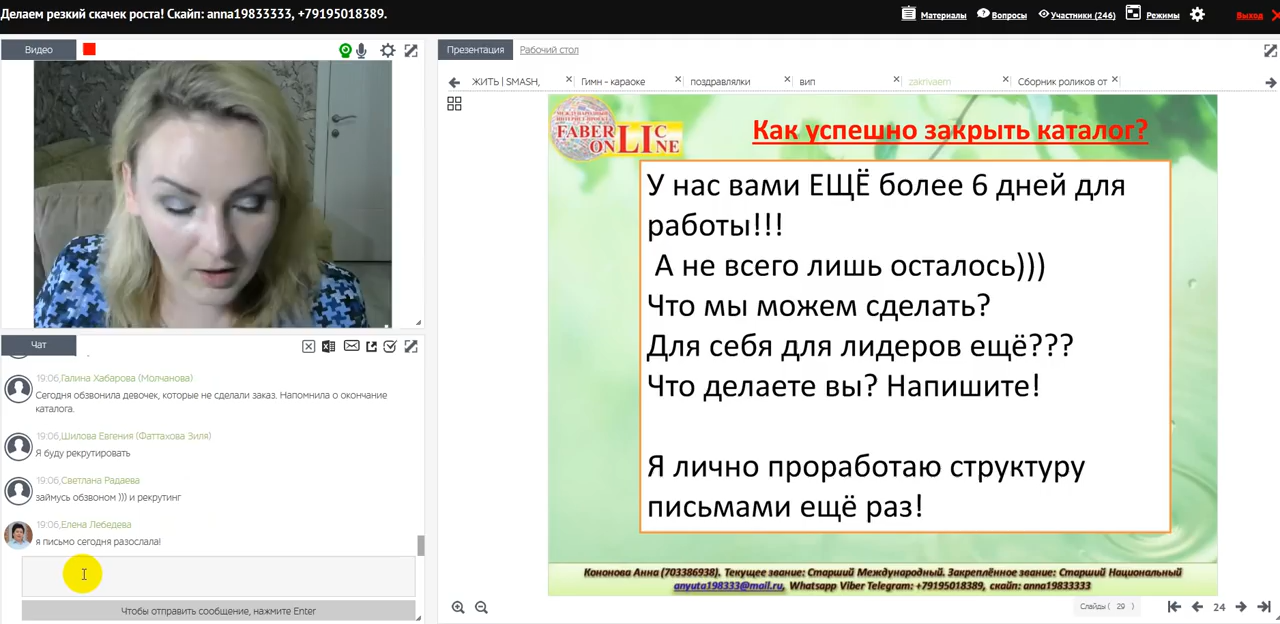 Делаем резкий скачек роста! Скайп: anna19833333, +79195018389.
Материалы
Вопросы
Участники (246)
Режимы
Выход
Видео
Презентация
Рабочий стол
ЖИТЬ | SMASH,
Гимн - караоке
поздравлялки
вип
zakrivaem
Сборник роликов от
МЕЖДУНАРОДНЫЙ
ИНТЕРНЕТ-ПРОЕКТ
FABERLIC
ONLINE
Как успешно закрыть каталог?
У нас вами ЕЩЁ более 6 дней для
работы!!!
А не всего лишь осталось)))
Что мы можем сделать?
Для себя для лидеров ещё???
Что делаете вы? Напишите!
Я лично проработаю структуру
письмами ещё раз!
Кононова Анна (703386938). Текущее звание: Старший Международный. Закреплённое звание: Старший Национальный
anyuta198333@mail.ru, Whatsapp Viber Telegram: +79195018389, скайп: anna19833333
Слайды ( 29 )
24
Чат
19:06, Галина Хабарова (Молчанова)
Сегодня обзвонила девочек, которые не сделали заказ. Напомнила о окончание
каталога.
19:06, Шилова Евгения (Фаттахова Зиля)
Я буду рекрутировать
19:06, Светлана Радаева
займусь обзвоном ))) и рекрутинг
19:06, Елена Лебедева
я письмо сегодня разослала!
Чтобы отправить сообщение, нажмите Enter